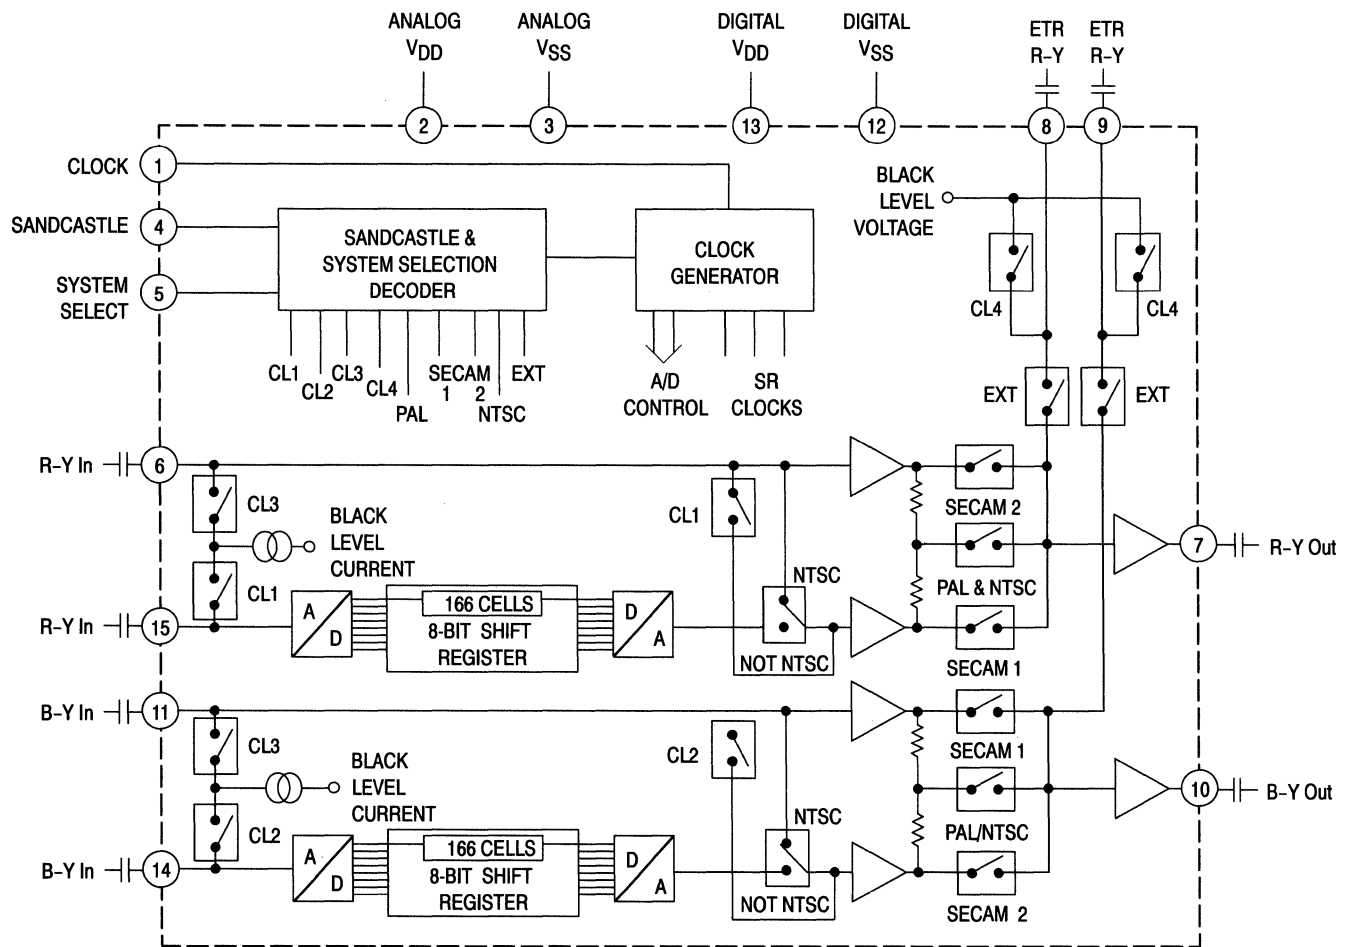 ANALOG
VDD
ANALOG
VSS
DIGITAL
VDD
DIGITAL
VSS
ETR
R–Y
ETR
R–Y
2
3
13
12
8
9
CLOCK
1
SANDCASTLE
4
SYSTEM
SELECT
5
SANDCASTLE &
SYSTEM SELECTION
DECODER
CLOCK
GENERATOR
BLACK
LEVEL
VOLTAGE
CL4
CL4
CL1
CL2
CL3
CL4
PAL
SECAM
1
2
NTSC
EXT
A/D
CONTROL
SR
CLOCKS
EXT
EXT
R–Y In
6
CL3
BLACK
LEVEL
CURRENT
CL1
CL1
SECAM 2
PAL & NTSC
7
R–Y Out
R–Y In
15
A
D
166 CELLS
8-BIT SHIFT
REGISTER
D
A
NTSC
NOT NTSC
SECAM 1
B–Y In
11
CL3
BLACK
LEVEL
CURRENT
CL2
CL2
SECAM 1
PAL/NTSC
10
B–Y Out
B–Y In
14
A
D
166 CELLS
8-BIT SHIFT
REGISTER
D
A
NTSC
NOT NTSC
SECAM 2